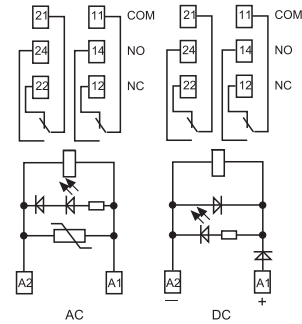 21 11 COM 21 11 COM
24 14 NO 24 14 NO
22 12 NC 22 12 NC
A2 A1 A2 A1
— +
AC DC